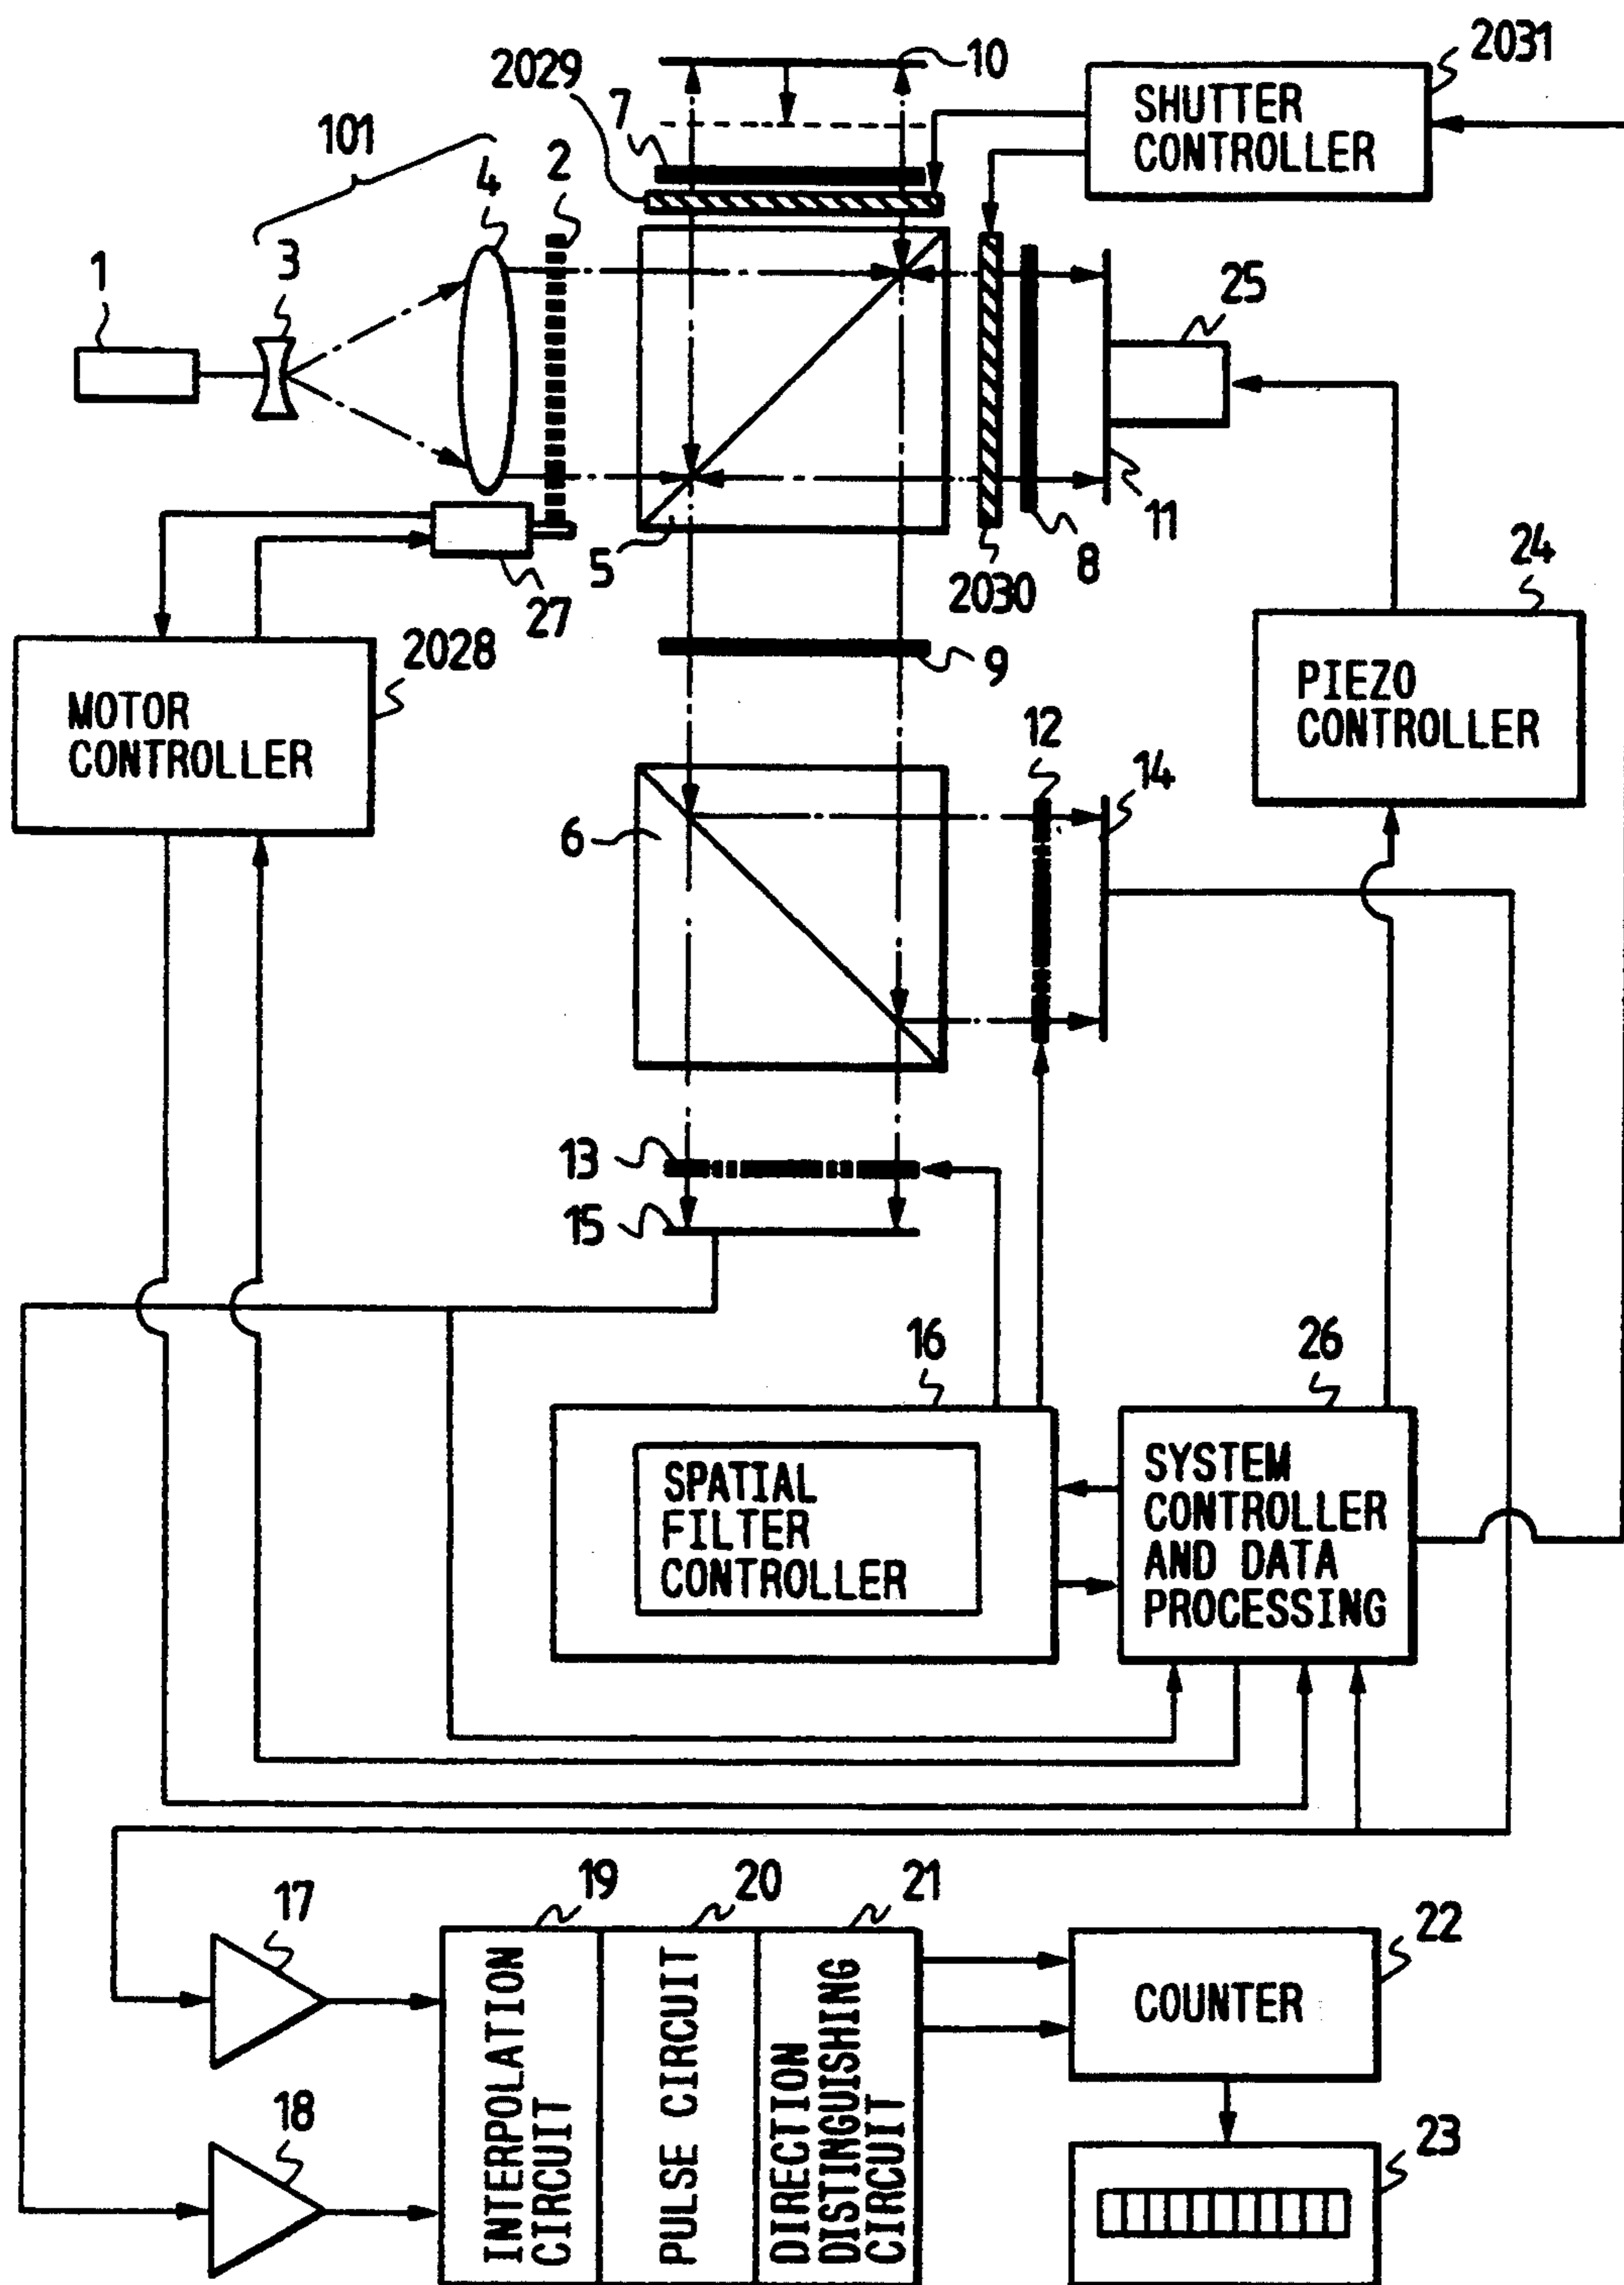 2029
10
2031
7
SHUTTER
CONTROLLER
101
4
2
3
1
25
5
2030
8
11
27
24
2028
9
MOTOR
CONTROLLER
PIEZO
CONTROLLER
12
14
6
13
15
16
26
SPATIAL
FILTER
CONTROLLER
SYSTEM
CONTROLLER
AND DATA
PROCESSING
17
19
20
21
22
INTERPOLATION
CIRCUIT
PULSE CIRCUIT
DIRECTION
DISTINGUISHING
CIRCUIT
COUNTER
18
23